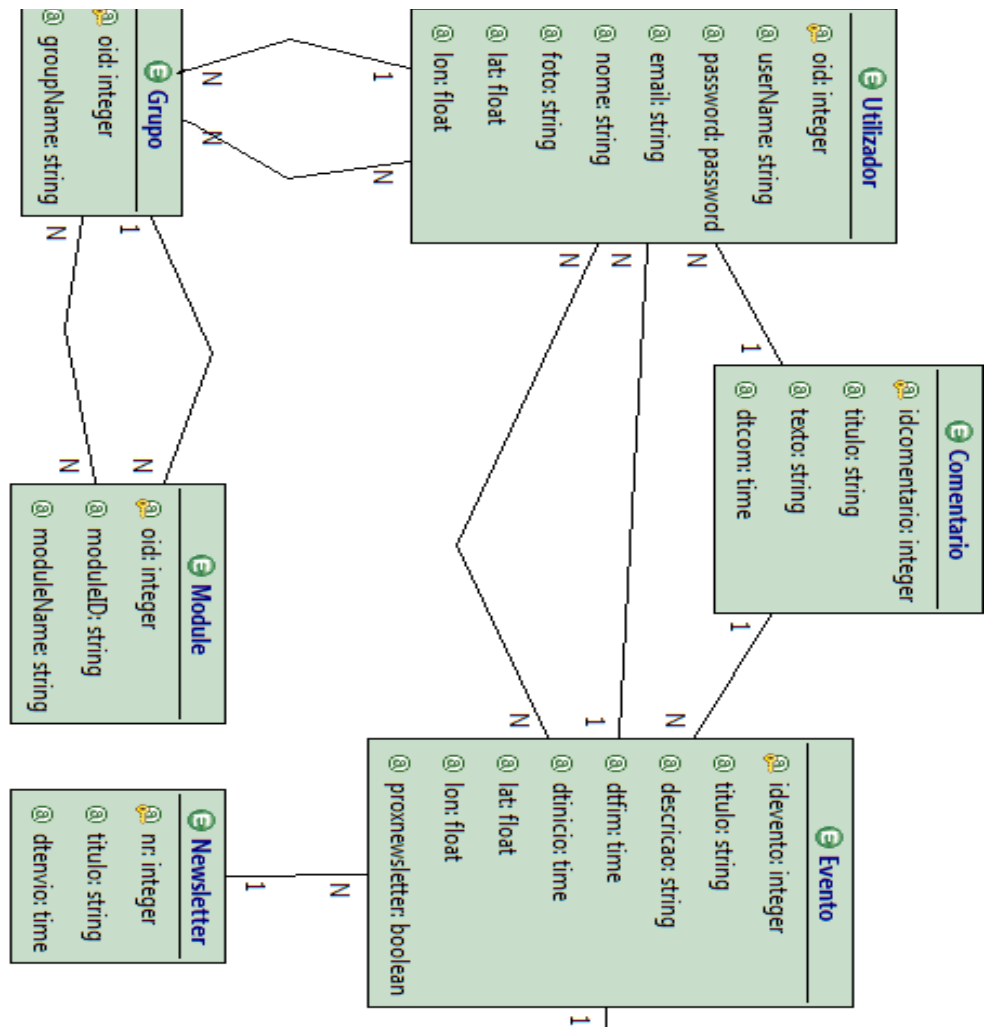 Utilizador
oid: integer
userName: string
password: password
email: string
nome: string
foto: string
lat: float
lon: float
N
N
N
1
N
Comentario
idcomentario: integer
titulo: string
texto: string
dtcom: time
1
1
Evento
idevento: integer
titulo: string
descricao: string
dtfim: time
dtinicio: time
lat: float
lon: float
proxnewsletter: boolean
N
1
N
N
1
Grupo
oid: integer
groupName: string
N
N
1
N
Module
oid: integer
moduleID: string
moduleName: string
N
N
Newsletter
nr: integer
titulo: string
dtenvio: time
1